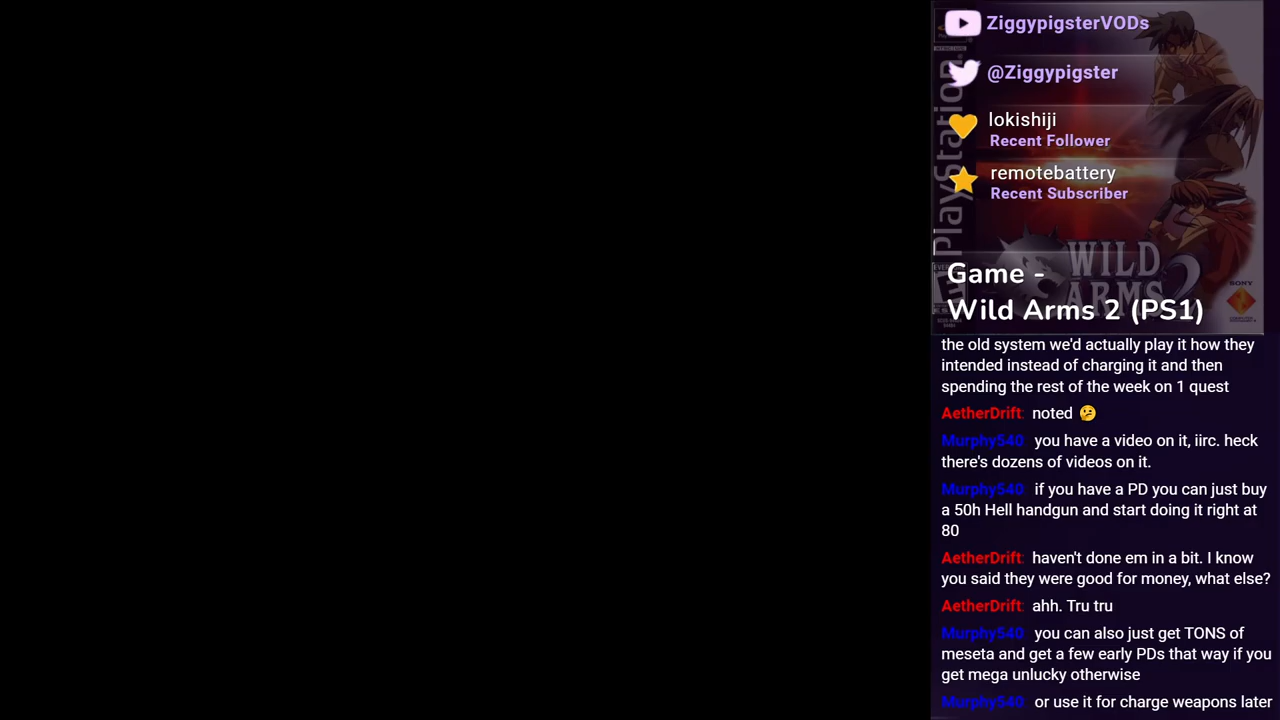 ZiggypigsterVODs
@Ziggypigster
lokishiji
Recent Follower
remotebattery
Recent Subscriber
PlayStation
WILD
ARMS 2
SONY
Game -
Wild Arms 2 (PS1)
the old system we'd actually play it how they
intended instead of charging it and then
spending the rest of the week on 1 quest
AetherDrift: noted 🤔
Murphy540 you have a video on it, iirc. heck
there's dozens of videos on it.
Murphy540 if you have a PD you can just buy
a 50h Hell handgun and start doing it right at
80
AetherDrift: haven't done em in a bit. I know
you said they were good for money, what else?
AetherDrift: ahh. Tru tru
Murphy540 you can also just get TONS of
meseta and get a few early PDs that way if you
get mega unlucky otherwise
Murphy540 or use it for charge weapons later